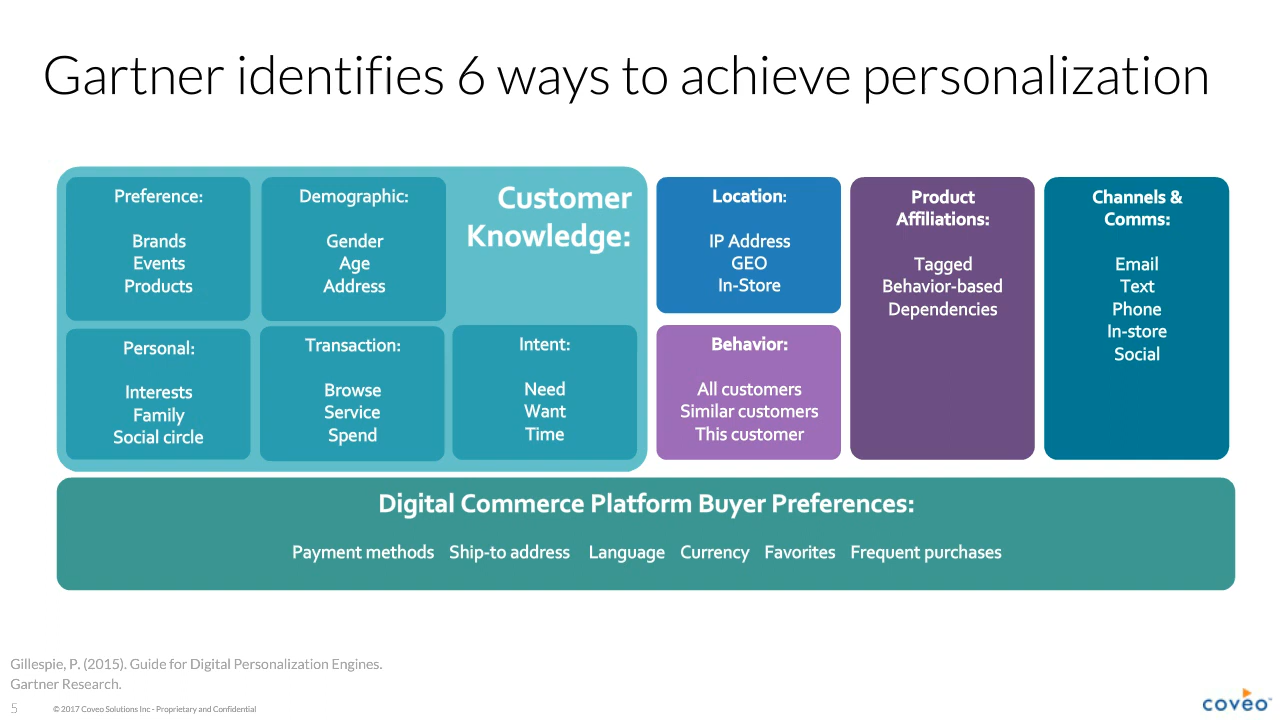 Gartner identifies 6 ways to achieve personalization
Preference:
Brands
Events
Products
Demographic:
Gender
Age
Address
Customer
Knowledge:
Personal:
Interests
Family
Social circle
Transaction:
Browse
Service
Spend
Intent:
Need
Want
Time
Location:
IP Address
GEO
In-Store
Behavior:
All customers
Similar customers
This customer
Product
Affiliations:
Tagged
Behavior-based
Dependencies
Channels &
Comms:
Email
Text
Phone
In-store
Social
Digital Commerce Platform Buyer Preferences:
Payment methods Ship-to address Language Currency Favorites Frequent purchases
Gillespie, P. (2015). Guide for Digital Personalization Engines.
Gartner Research.
5 © 2017 Coveo Solutions Inc - Proprietary and Confidential
coveo™